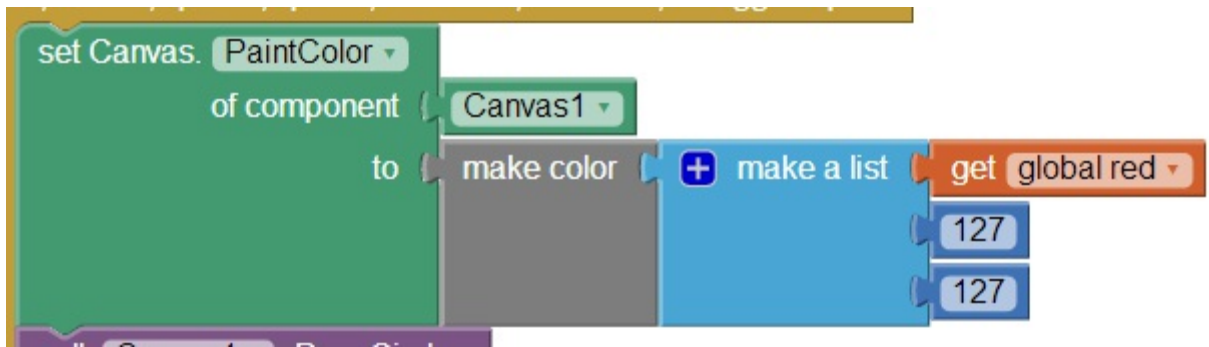 set Canvas. PaintColor
of component Canvas1
to make color make a list get global red
127
127